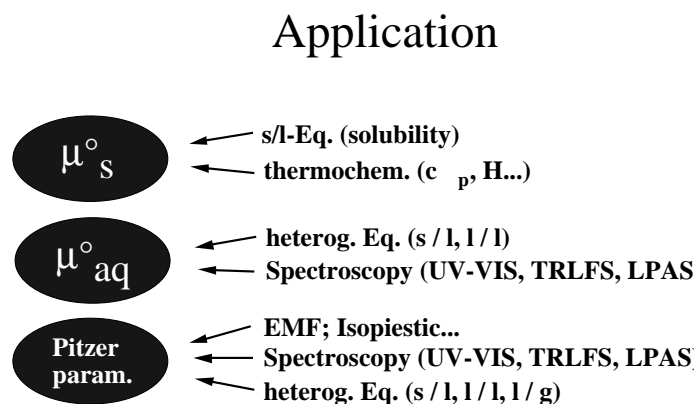 Application
μ°s
s/l-Eq. (solubility)
thermochem. (c p, H...)
μ°aq
heterog. Eq. (s / l, l / l)
Spectroscopy (UV-VIS, TRLFS, LPAS
Pitzer
param.
EMF; Isopiestic...
Spectroscopy (UV-VIS, TRLFS, LPAS)
heterog. Eq. (s / l, l / l, l / g)